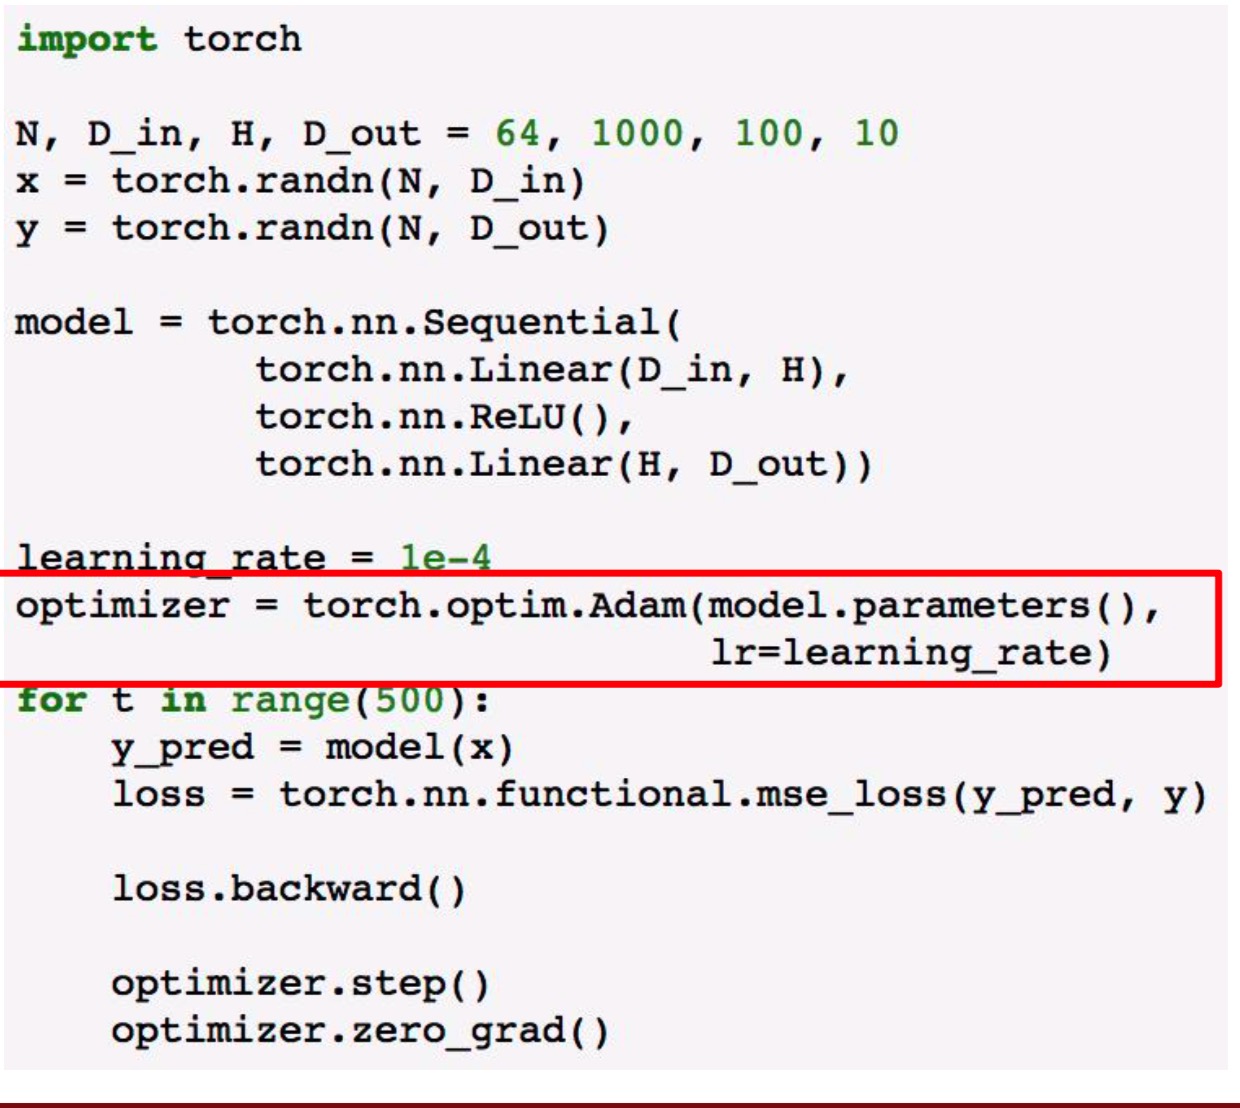 import torch
N, D_in, H, D_out = 64, 1000, 100, 10
x = torch.randn(N, D_in)
y = torch.randn(N, D_out)
model = torch.nn.Sequential(
torch.nn.Linear(D_in, H),
torch.nn.ReLU(),
torch.nn.Linear(H, D_out))
learning_rate = 1e-4
optimizer = torch.optim.Adam(model.parameters(),
lr=learning_rate)
for t in range(500):
y_pred = model(x)
loss = torch.nn.functional.mse_loss(y_pred, y)
loss.backward()
optimizer.step()
optimizer.zero_grad()